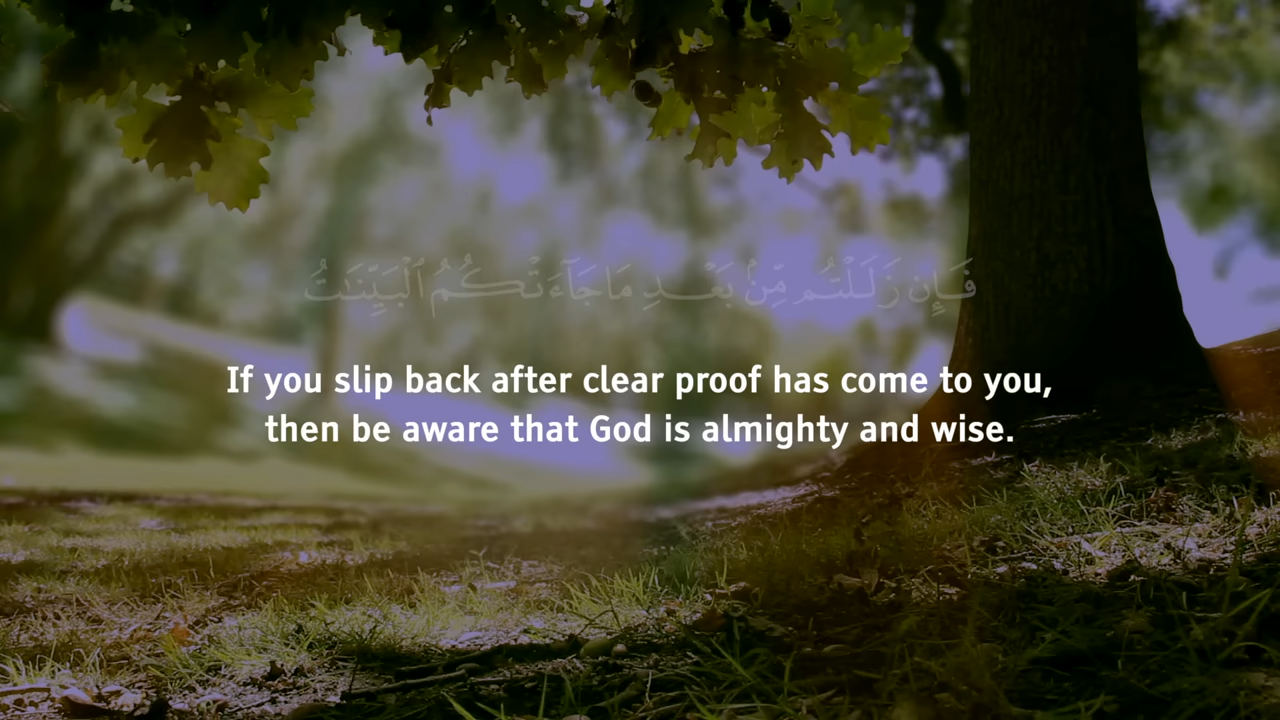 فَإِن زَلَلْتُم مِّنۢ بَعْدِ مَا جَآءَتْكُمُ ٱلْبَيِّنَـٰتُ
If you slip back after clear proof has come to you,
then be aware that God is almighty and wise.